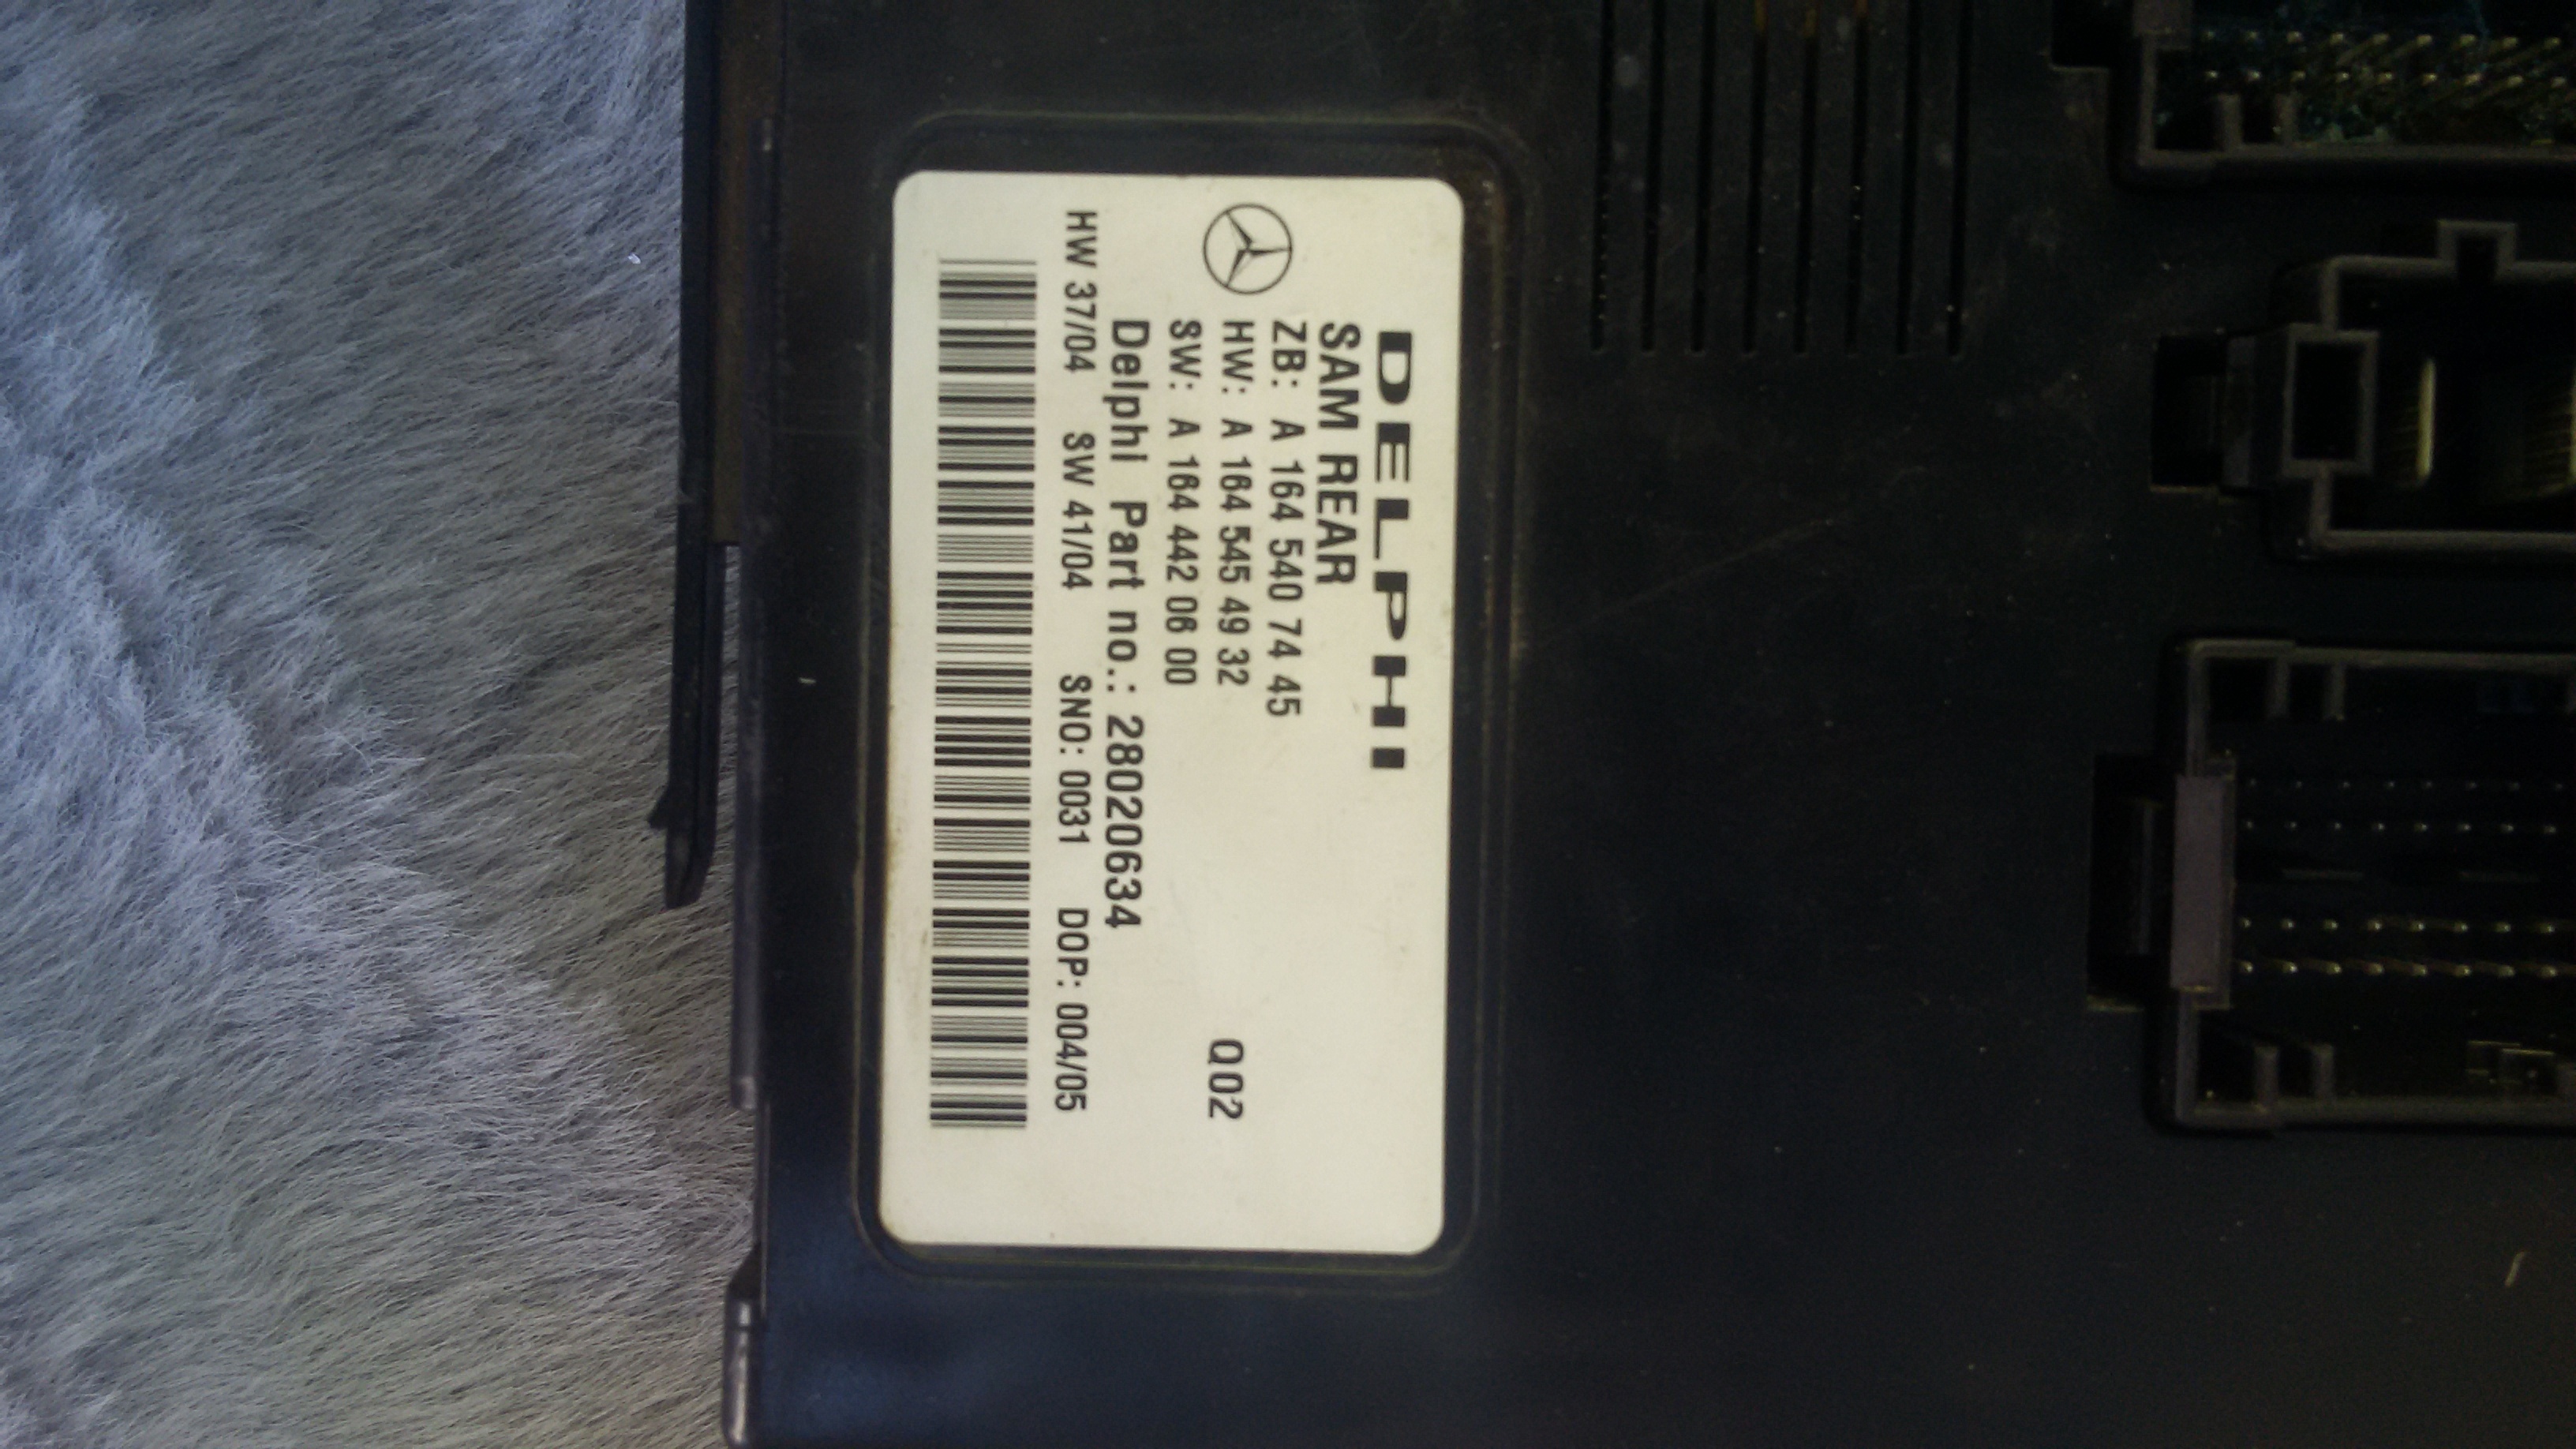 DELPHI
SAM REAR
ZB: A 164 540 74 45
HW: A 164 545 49 32
SW: A 164 442 06 00
Q02
Delphi Part no.: 28020634
HW 37/04 SW 41/04 SNO: 0031 DOP: 004/05